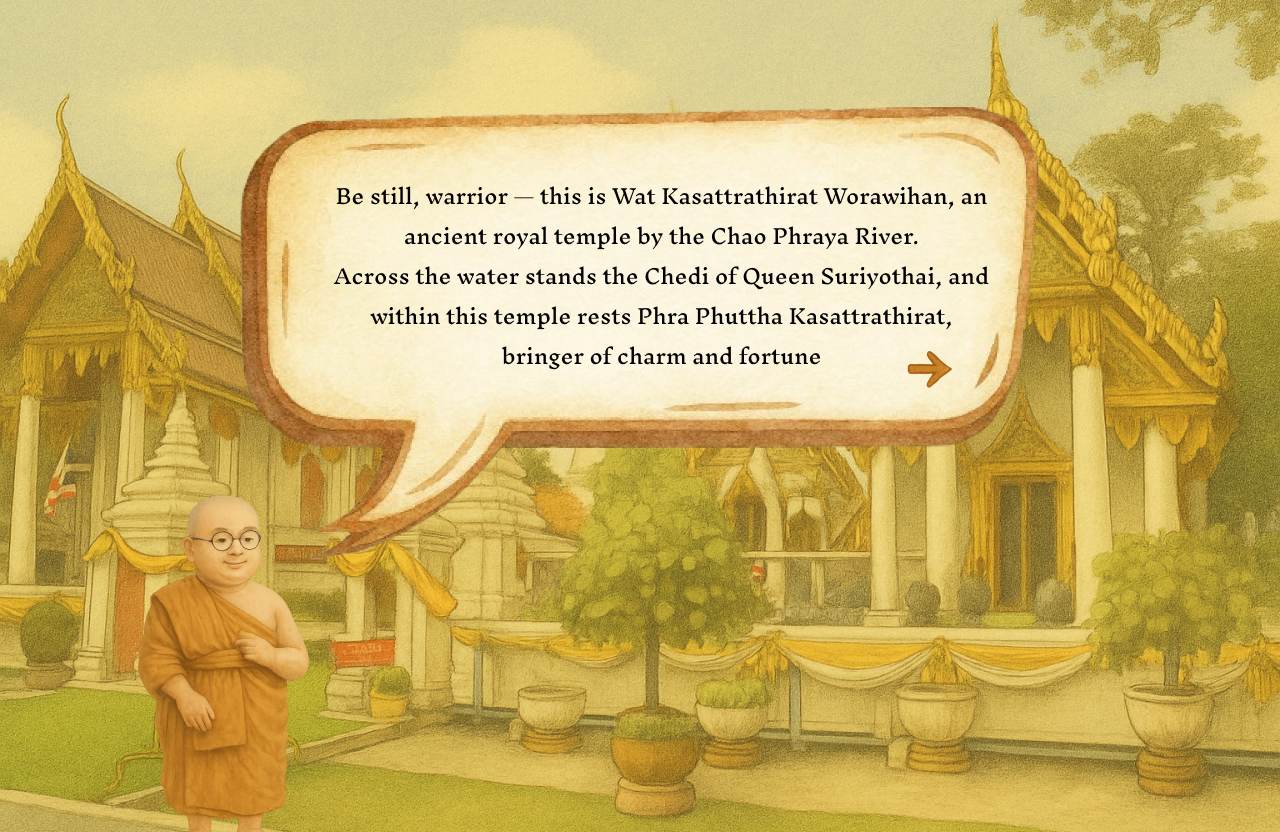 Be still, warrior — this is Wat Kasattrathirat Worawihan, an
ancient royal temple by the Chao Phraya River.
Across the water stands the Chedi of Queen Suriyothai, and
within this temple rests Phra Phuttha Kasattrathirat,
bringer of charm and fortune